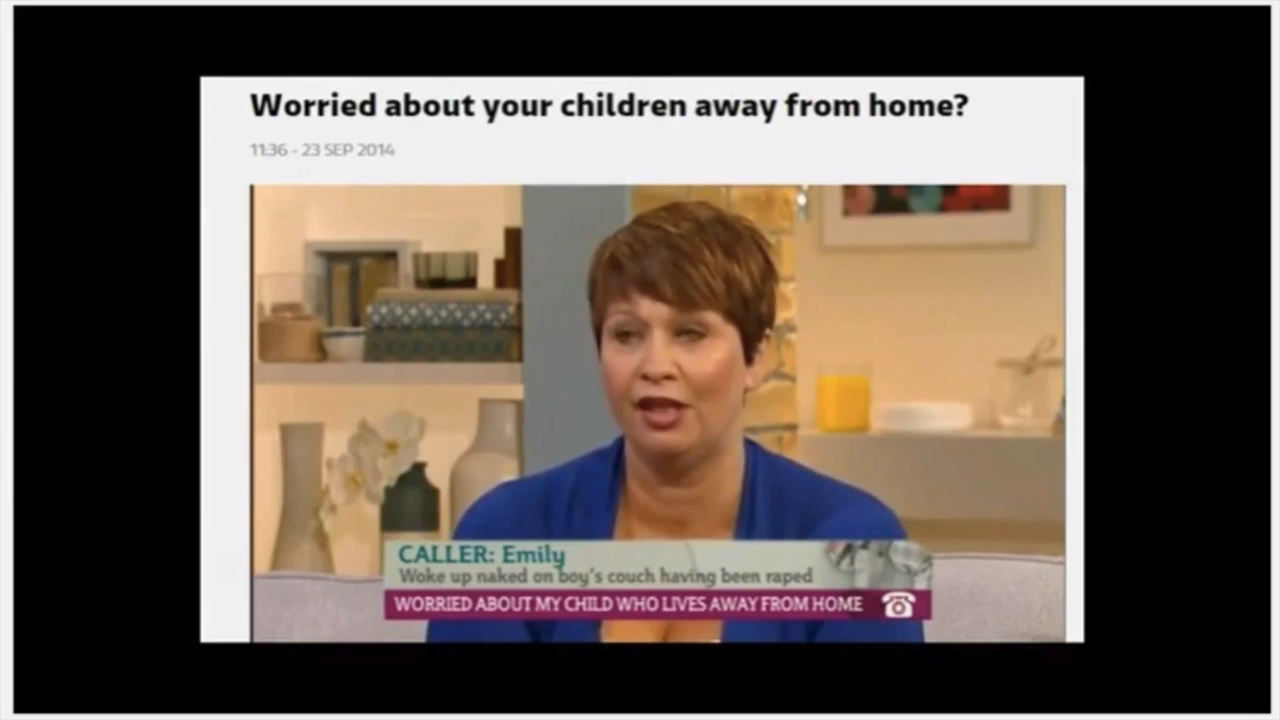 Worried about your children away from home?
11:36 - 23 SEP 2014
CALLER: Emily
Woke up naked on boy's couch having been raped
WORRIED ABOUT MY CHILD WHO LIVES AWAY FROM HOME